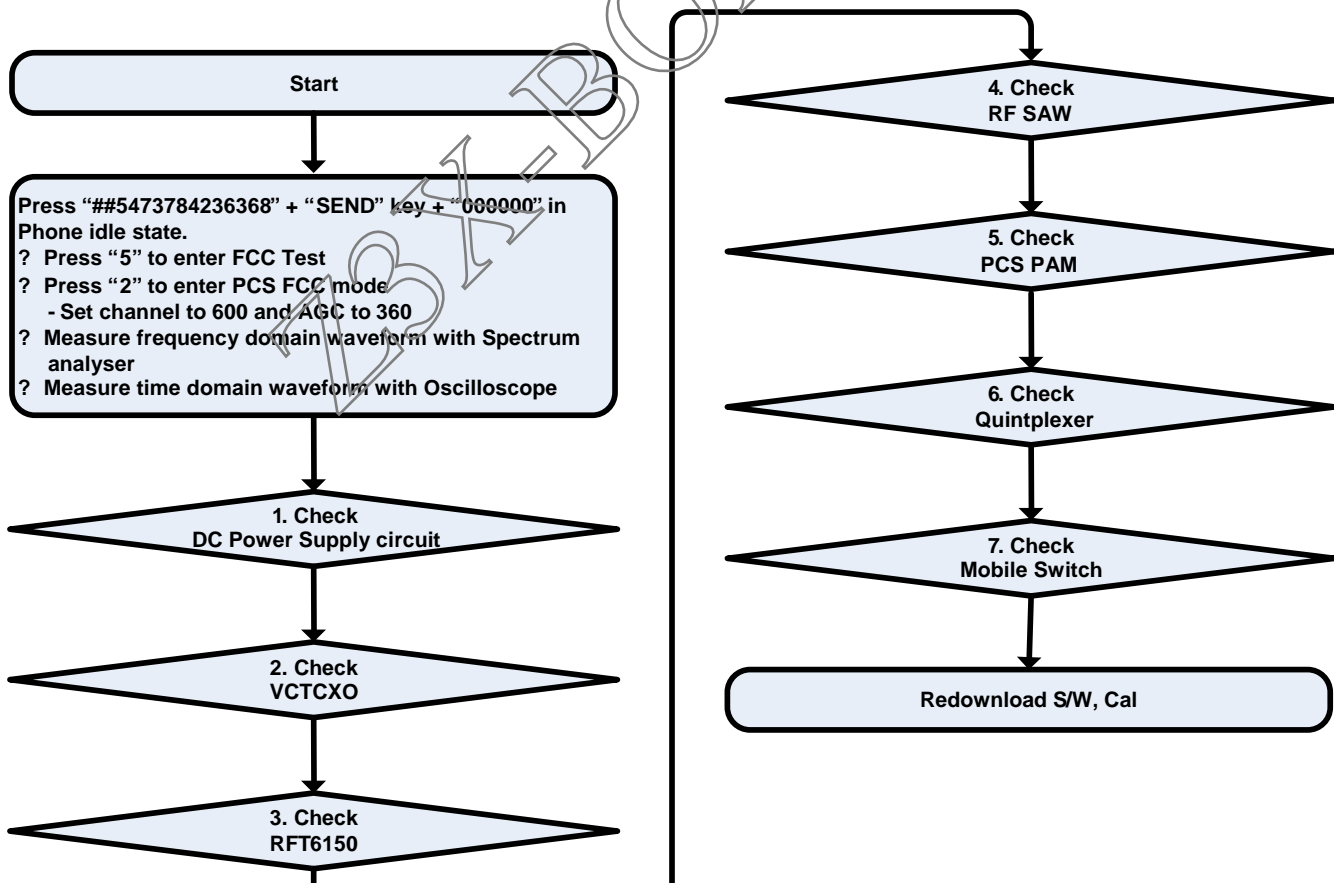 Start
Press “##5473784236368” + “SEND” key + “000000” in
Phone idle state.
? Press “5” to enter FCC Test
? Press “2” to enter PCS FCC mode
- Set channel to 600 and AGC to 360
? Measure frequency domain waveform with Spectrum
analyser
? Measure time domain waveform with Oscilloscope
1. Check
DC Power Supply circuit
2. Check
VCTCXO
3. Check
RFT6150
4. Check
RF SAW
5. Check
PCS PAM
6. Check
Quintplexer
7. Check
Mobile Switch
Redownload S/W, Cal